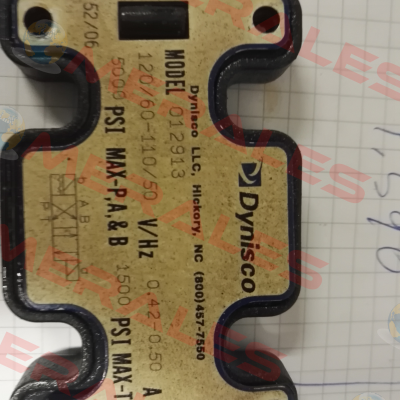 Dynisco
Dynisco LLC, Hickory, NC (800)457-7550
MODEL 012913
120/60-110/50 V/Hz 0.42-0.50 A
5000 PSI MAX-P,A,& B 1500 PSI MAX-T
52/06
b A B a
P T